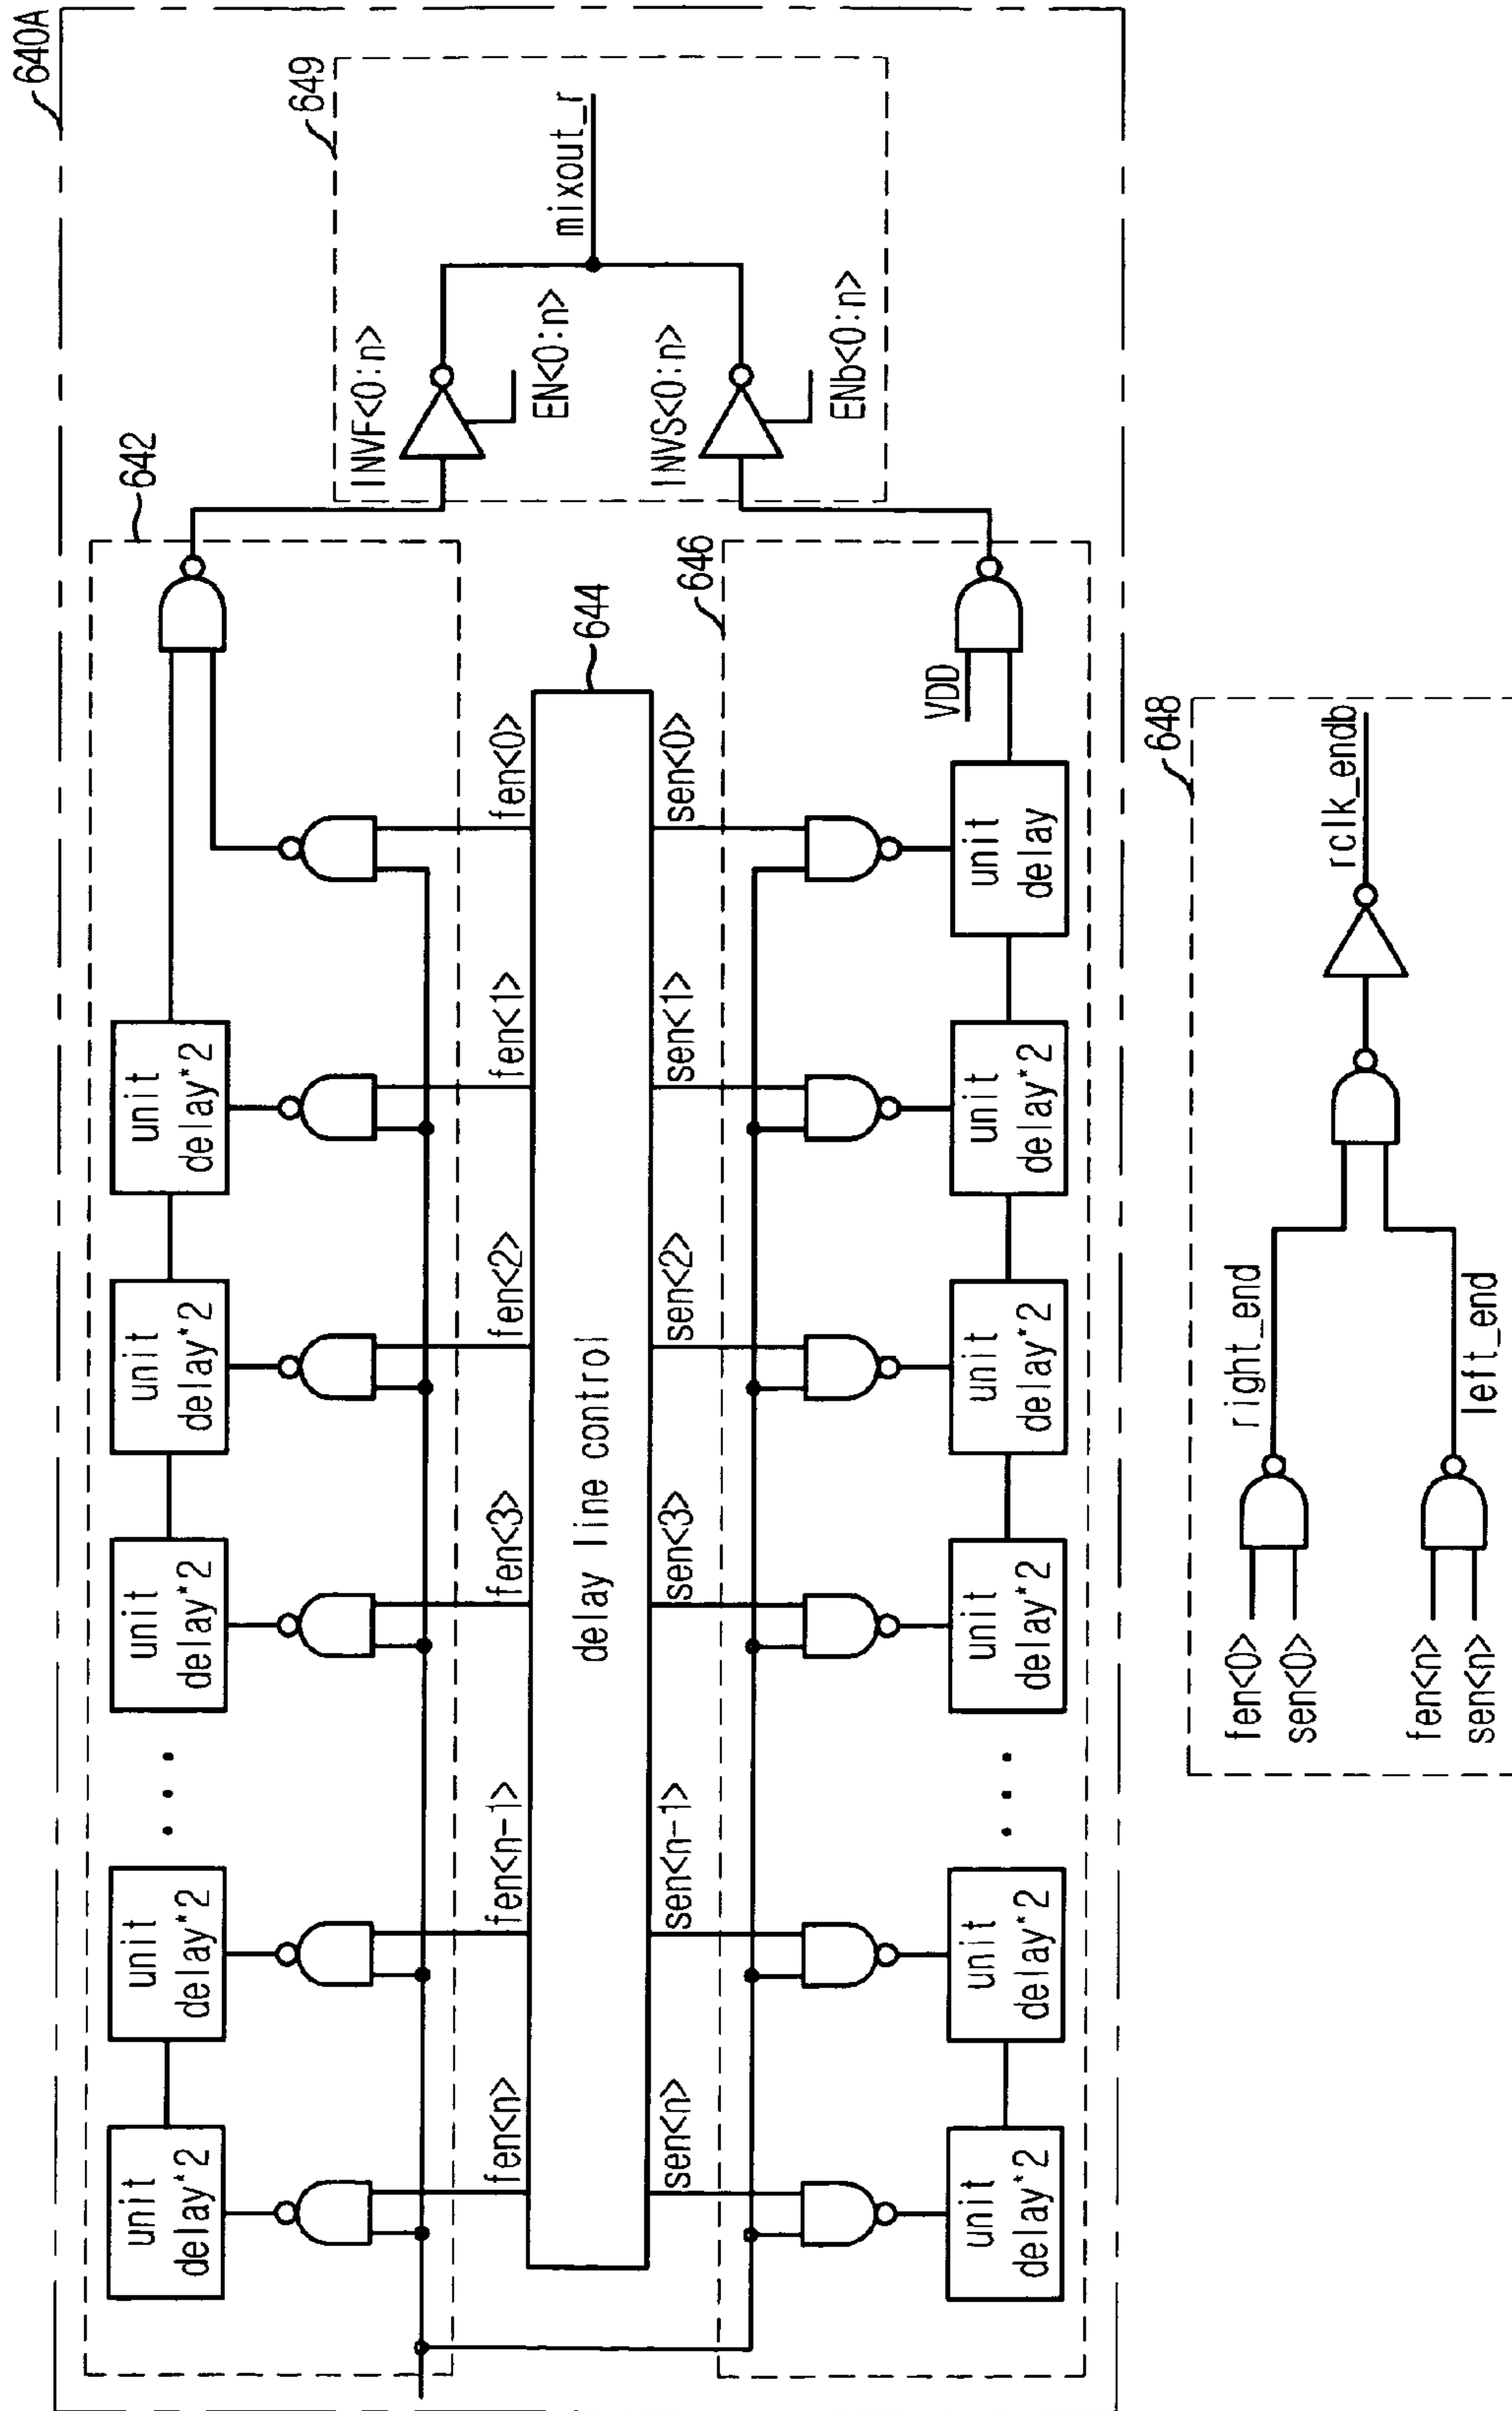 640A
649
mixout_r
INVF<0:n>
EN<0:n>
INVS<0:n>
ENb<0:n>
642
unit
delay*2
unit
delay*2
unit
delay*2
unit
delay*2
unit
delay*2
fen<n>
fen<n-1>
fen<3>
fen<2>
fen<1>
fen<0>
644
delay line control
sen<n>
sen<n-1>
sen<3>
sen<2>
sen<1>
sen<0>
646
VDD
unit
delay*2
unit
delay*2
unit
delay*2
unit
delay*2
unit
delay*2
unit
delay
648
fen<0>
sen<0>
right_end
fen<n>
sen<n>
left_end
rclk_endb